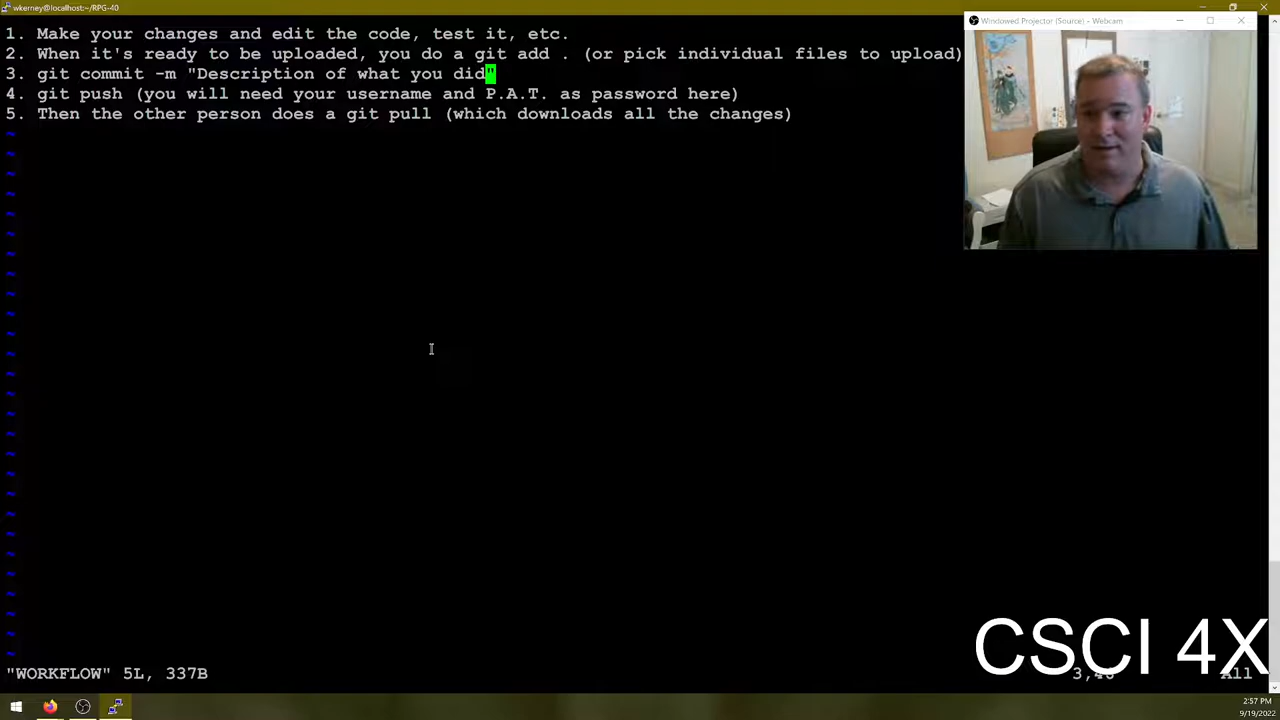 wkerney@localhost:~/RPG-40
Windowed Projector (Source) - Webcam
1. Make your changes and edit the code, test it, etc.
2. When it's ready to be uploaded, you do a git add . (or pick individual files to upload)
3. git commit -m "Description of what you did"
4. git push (you will need your username and P.A.T. as password here)
5. Then the other person does a git pull (which downloads all the changes)
CSCI 4X
"WORKFLOW" 5L, 337B
All
2:57 PM
9/19/2022